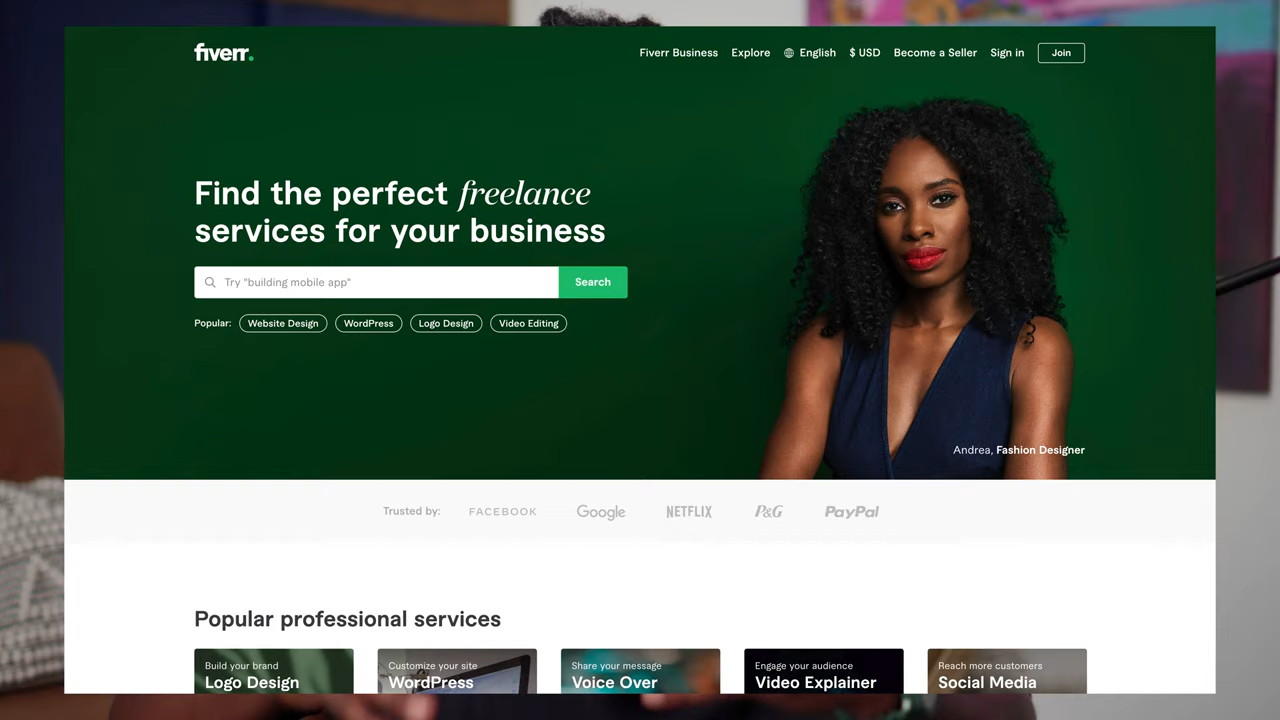 fiverr.
Fiverr Business
Explore
English
$ USD
Become a Seller
Sign in
Join
Find the perfect freelance
services for your business
Try "building mobile app"
Search
Popular:
Website Design
WordPress
Logo Design
Video Editing
Andrea, Fashion Designer
Trusted by:
FACEBOOK
Google
NETFLIX
P&G
PayPal
Popular professional services
Build your brand
Logo Design
Customize your site
WordPress
Share your message
Voice Over
Engage your audience
Video Explainer
Reach more customers
Social Media